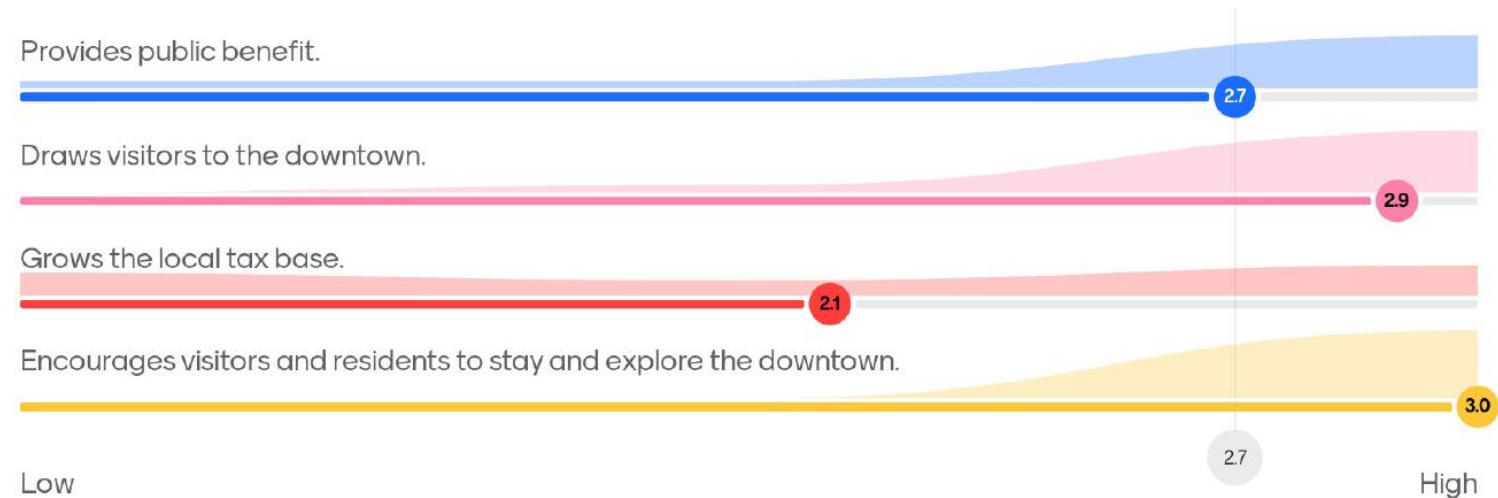 Provides public benefit.
2.7
Draws visitors to the downtown.
2.9
Grows the local tax base.
2.1
Encourages visitors and residents to stay and explore the downtown.
3.0
2.7
Low High